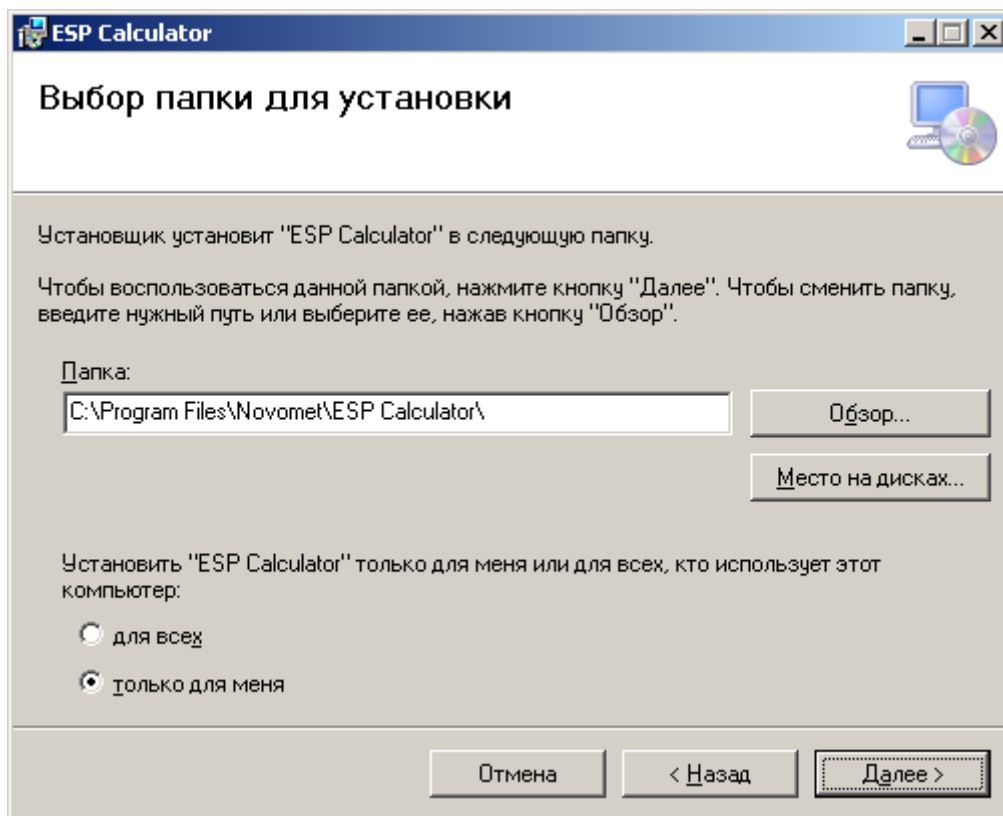 ESP Calculator
Выбор папки для установки
Установщик установит "ESP Calculator" в следующую папку.
Чтобы воспользоваться данной папкой, нажмите кнопку "Далее". Чтобы сменить папку,
введите нужный путь или выберите ее, нажав кнопку "Обзор".
Папка:
C:\Program Files\Novomet\ESP Calculator\
Обзор...
Место на дисках...
Установить "ESP Calculator" только для меня или для всех, кто использует этот
компьютер:
для всех
только для меня
Отмена
< Назад
Далее >